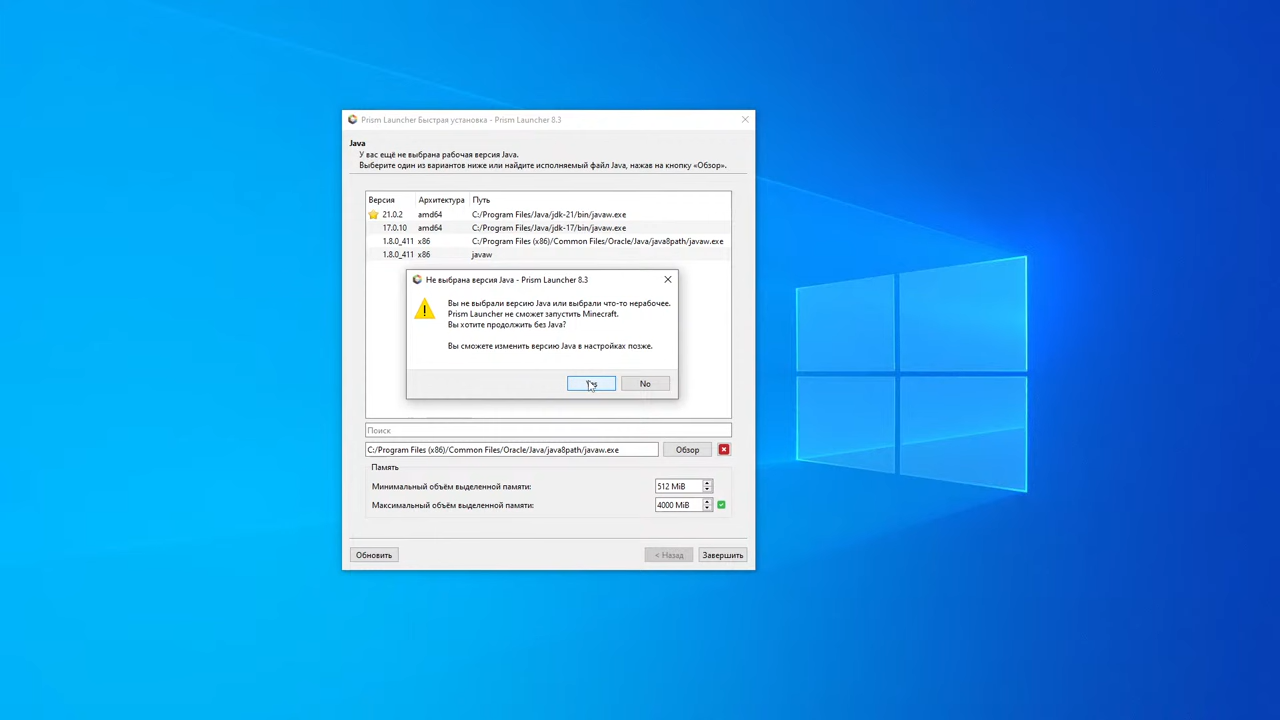 Prism Launcher Быстрая установка - Prism Launcher 8.3
Java
У вас ещё не выбрана рабочая версия Java.
Выберите один из вариантов ниже или найдите исполняемый файл Java, нажав на кнопку «Обзор».
Версия Архитектура Путь
21.0.2 amd64 C:/Program Files/Java/jdk-21/bin/javaw.exe
17.0.10 amd64 C:/Program Files/Java/jdk-17/bin/javaw.exe
1.8.0_411 x86 C:/Program Files (x86)/Common Files/Oracle/Java/java8path/javaw.exe
1.8.0_411 x86 javaw
Не выбрана версия Java - Prism Launcher 8.3
Вы не выбрали версию Java или выбрали что-то нерабочее.
Prism Launcher не сможет запустить Minecraft.
Вы хотите продолжить без Java?
Вы сможете изменить версию Java в настройках позже.
No
Поиск
C:/Program Files (x86)/Common Files/Oracle/Java/java8path/javaw.exe Обзор
Память
Минимальный объём выделенной памяти: 512 MiB
Максимальный объём выделенной памяти: 4000 MiB
Обновить < Назад Завершить